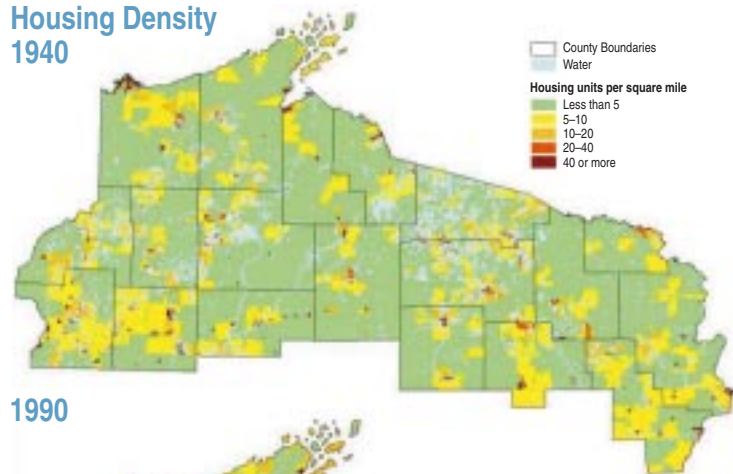 Housing Density
1940
County Boundaries
Water
Housing units per square mile
Less than 5
5–10
10–20
20–40
40 or more
1990